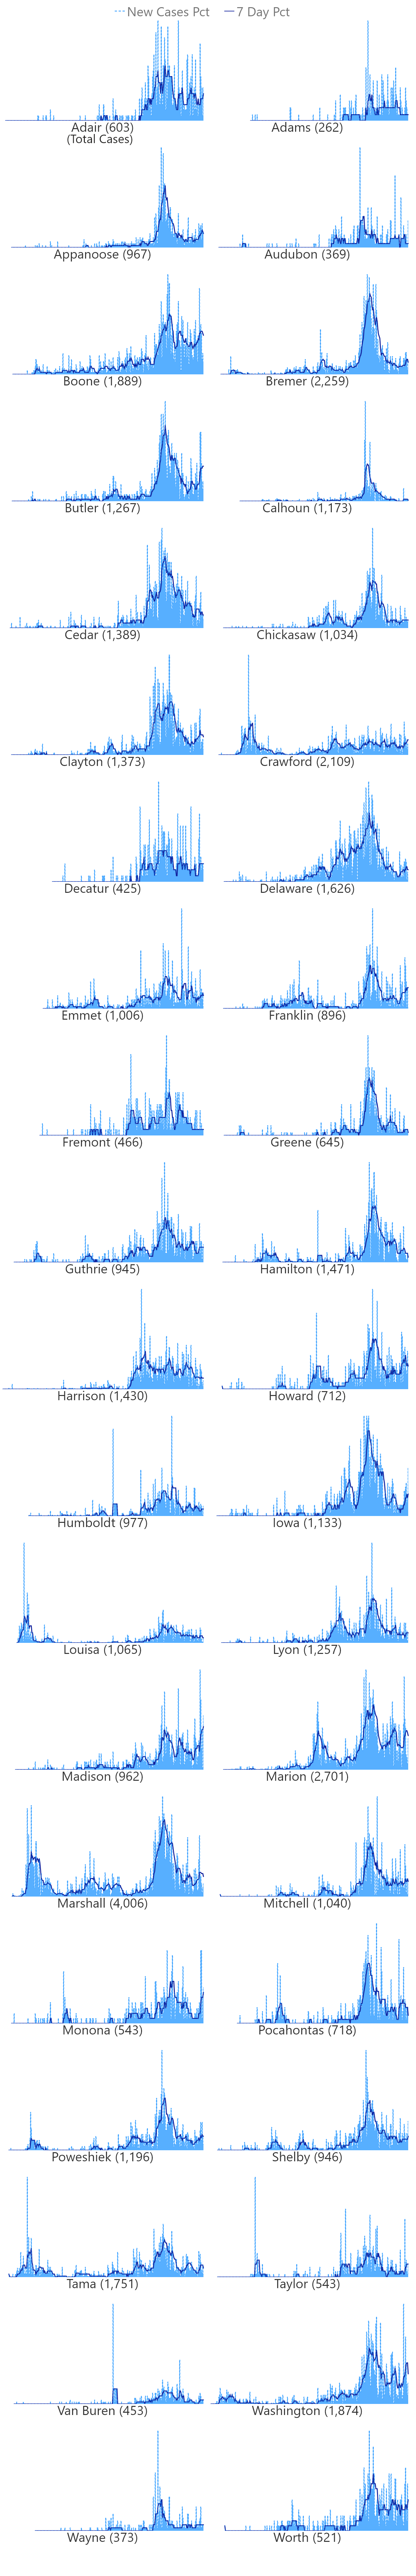 New Cases Pct 7 Day Pct
Adair (603) Adams (262)
(Total Cases)
Appanoose (967) Audubon (369)
Boone (1,889) Bremer (2,259)
Butler (1,267) Calhoun (1,173)
Cedar (1,389) Chickasaw (1,034)
Clayton (1,373) Crawford (2,109)
Decatur (425) Delaware (1,626)
Emmet (1,006) Franklin (896)
Fremont (466) Greene (645)
Guthrie (945) Hamilton (1,471)
Harrison (1,430) Howard (712)
Humboldt (977) Iowa (1,133)
Louisa (1,065) Lyon (1,257)
Madison (962) Marion (2,701)
Marshall (4,006) Mitchell (1,040)
Monona (543) Pocahontas (718)
Poweshiek (1,196) Shelby (946)
Tama (1,751) Taylor (543)
Van Buren (453) Washington (1,874)
Wayne (373) Worth (521)